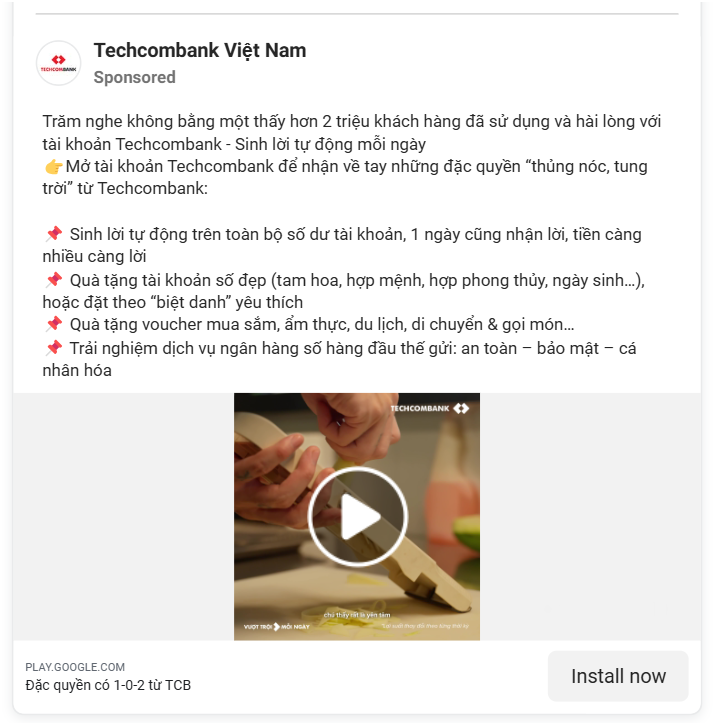 Techcombank Việt Nam
TECHCOMBANK
Sponsored
Trăm nghe không bằng một thấy hơn 2 triệu khách hàng đã sử dụng và hài lòng với
tài khoản Techcombank - Sinh lời tự động mỗi ngày
👉Mở tài khoản Techcombank để nhận về tay những đặc quyền “thủng nóc, tung
trời” từ Techcombank:
📌 Sinh lời tự động trên toàn bộ số dư tài khoản, 1 ngày cũng nhận lời, tiền càng
nhiều càng lời
📌 Quà tặng tài khoản số đẹp (tam hoa, hợp mệnh, hợp phong thủy, ngày sinh…),
hoặc đặt theo “biệt danh” yêu thích
📌 Quà tặng voucher mua sắm, ẩm thực, du lịch, di chuyển & gọi món…
📌 Trải nghiệm dịch vụ ngân hàng số hàng đầu thế gửi: an toàn – bảo mật – cá
nhân hóa
TECHCOMBANK
chú thấy rất là yên tâm
VƯỢT TRỘI MỖI NGÀY
PLAY.GOOGLE.COM
Đặc quyền có 1-0-2 từ TCB
Install now